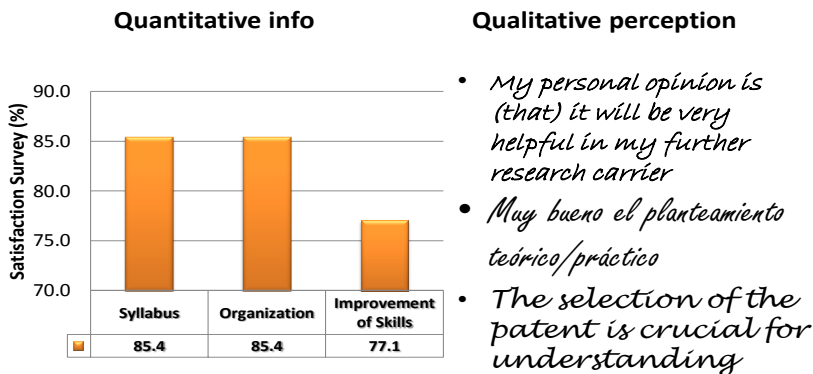 Quantitative info
90.0
85.0
80.0
75.0
70.0
Satisfaction Survey (%)
Syllabus
Organization
Improvement
of Skills
85.4
85.4
77.1
Qualitative perception
• My personal opinion is
(that) it will be very
helpful in my further
research carrier
• Muy bueno el planteamiento
teórico/práctico
• The selection of the
patent is crucial for
understanding